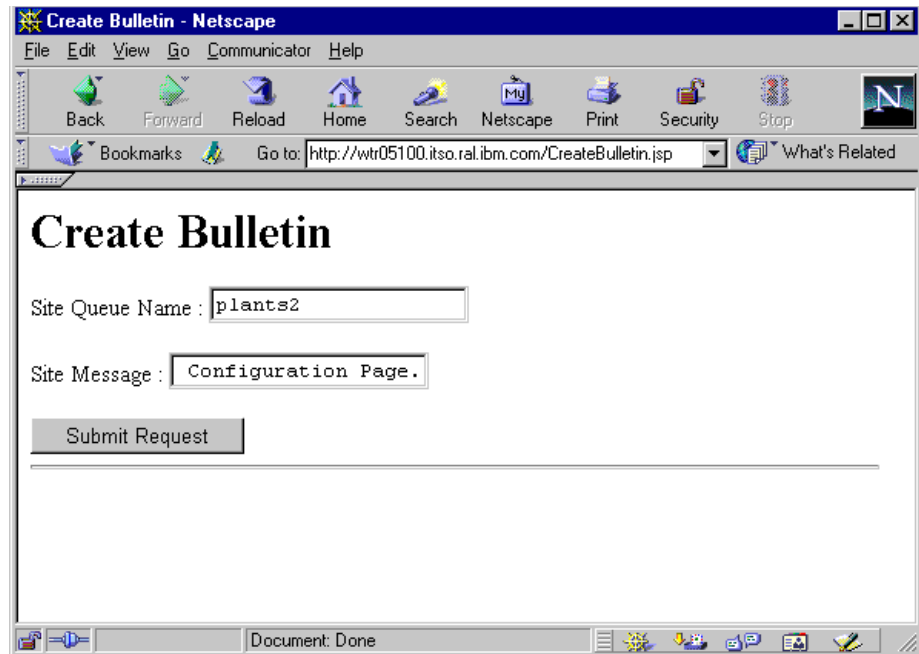 Create Bulletin - Netscape
File Edit View Go Communicator Help
Back Forward Reload Home Search My Netscape Print Security Stop N
Bookmarks Go to: http://wtr05100.itso.ral.ibm.com/CreateBulletin.jsp What's Related
Create Bulletin
Site Queue Name : plants2
Site Message : Configuration Page.
Submit Request
Document: Done